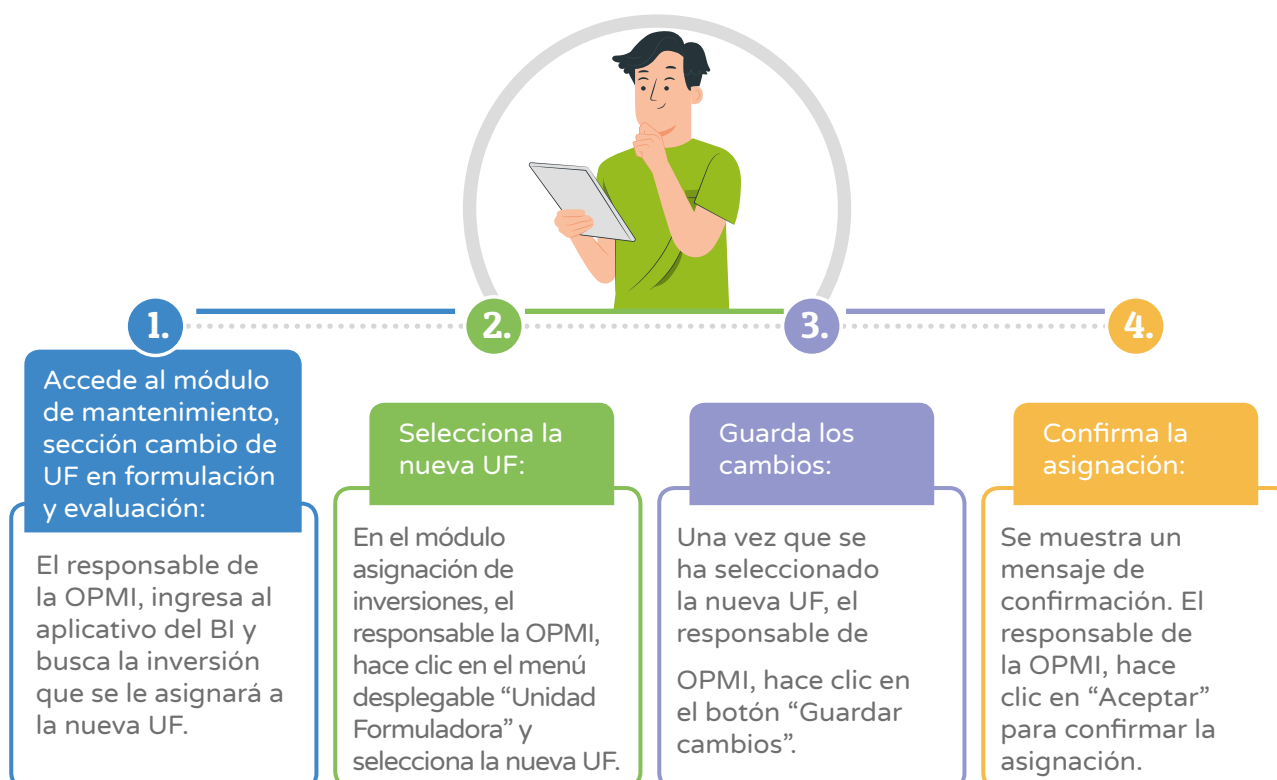 1.
Accede al módulo
de mantenimiento,
sección cambio de
UF en formulación
y evaluación:
El responsable de
la OPMI, ingresa al
aplicativo del BI y
busca la inversión
que se le asignará a
la nueva UF.
2.
Selecciona la
nueva UF:
En el módulo
asignación de
inversiones, el
responsable la OPMI,
hace clic en el menú
desplegable “Unidad
Formuladora” y
selecciona la nueva UF.
3.
Guarda los
cambios:
Una vez que se
ha seleccionado
la nueva UF, el
responsable de
OPMI, hace clic en
el botón “Guardar
cambios”.
4.
Confirma la
asignación:
Se muestra un
mensaje de
confirmación. El
responsable de
la OPMI, hace
clic en “Aceptar”
para confirmar la
asignación.